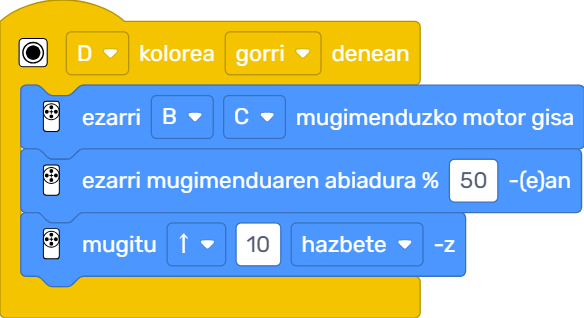 D kolorea gorri denean
ezarri B C mugimenduzko motor gisa
ezarri mugimenduaren abiadura % 50 -(e)an
mugitu ↑ 10 hazbete -z